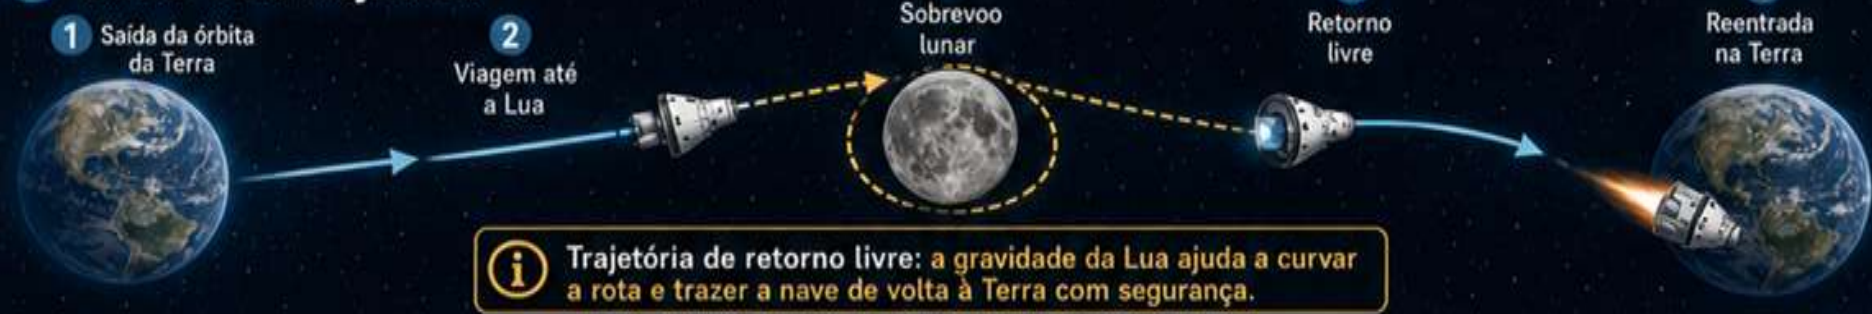 1 Saída da órbita
da Terra
2
Viagem até
a Lua
Sobrevoo
lunar
Retorno
livre
Reentrada
na Terra
i Trajetória de retorno livre: a gravidade da Lua ajuda a curvar
a rota e trazer a nave de volta à Terra com segurança.